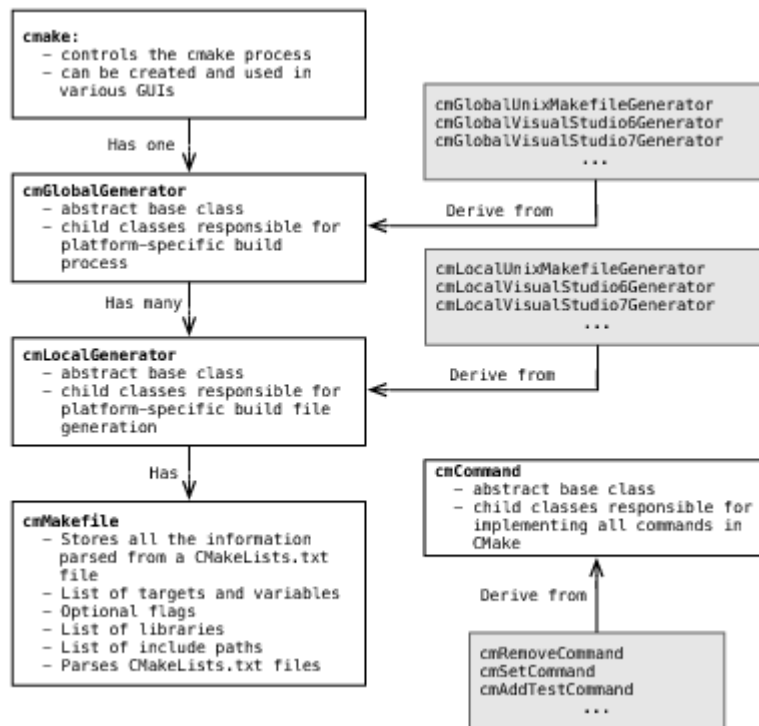 cmake:
– controls the cmake process
– can be created and used in
various GUIs
Has one
cmGlobalGenerator
– abstract base class
– child classes responsible for
platform-specific build
process
Has many
cmLocalGenerator
– abstract base class
– child classes responsible for
platform-specific build file
generation
Has
cmMakefile
– Stores all the information
parsed from a CMakeLists.txt
file
– List of targets and variables
– Optional flags
– List of libraries
– List of include paths
– Parses CMakeLists.txt files
cmGlobalUnixMakefileGenerator
cmGlobalVisualStudio6Generator
cmGlobalVisualStudio7Generator
...
Derive from
cmLocalUnixMakefileGenerator
cmLocalVisualStudio6Generator
cmLocalVisualStudio7Generator
...
Derive from
cmCommand
– abstract base class
– child classes responsible for
implementing all commands in
CMake
Derive from
cmRemoveCommand
cmSetCommand
cmAddTestCommand
...